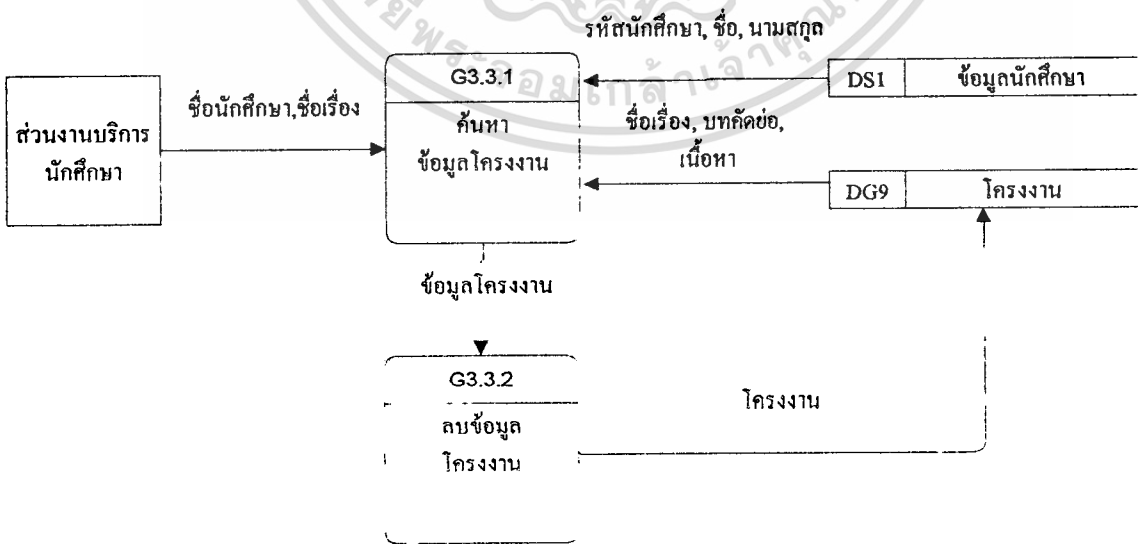 รหัสนักศึกษา, ชื่อ, นามสกุล
G3.3.1
DS1 ข้อมูลนักศึกษา
ชื่อนักศึกษา,ชื่อเรื่อง
ส่วนงานบริการ
นักศึกษา
ค้นหา
ข้อมูลโครงงาน
ชื่อเรื่อง, บทคัดย่อ,
เนื้อหา
DG9 โครงงาน
ข้อมูลโครงงาน
G3.3.2
ลบข้อมูล
โครงงาน
โครงงาน